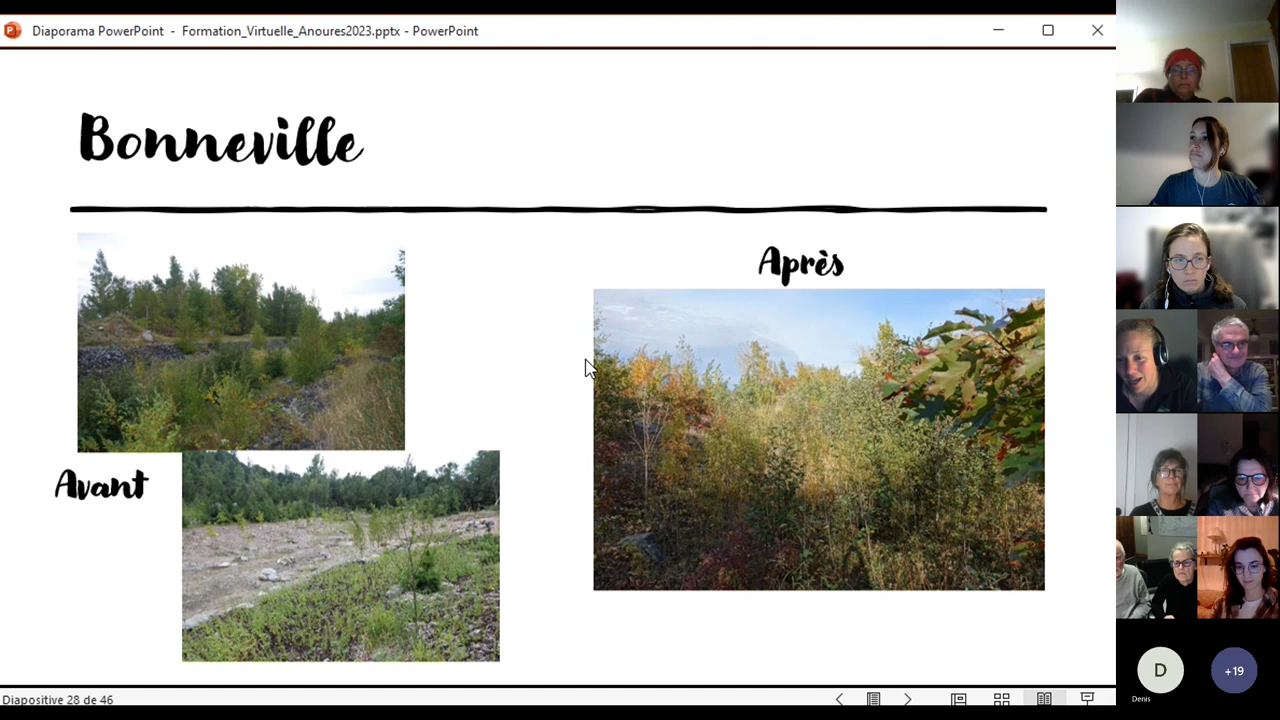 Diaporama PowerPoint - Formation_Virtuelle_Anoures2023.pptx - PowerPoint
Bonneville
Après
Avant
D
+19
Denis
Diapositive 28 de 46